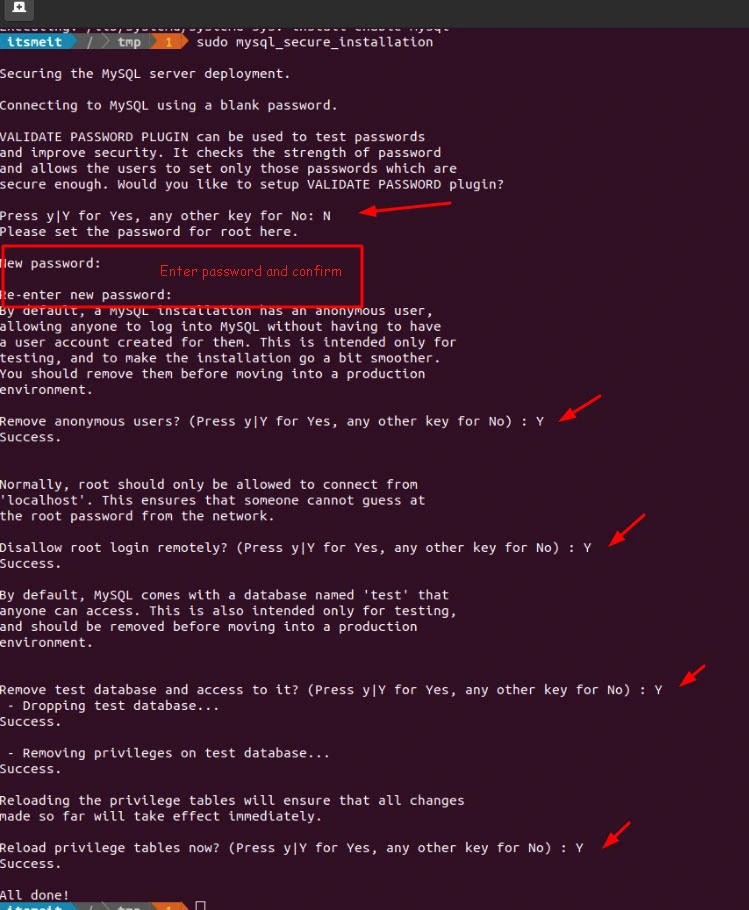 Executing: /lib/systemd/systemd-sysv-install enable mysql
itsmeit / tmp 1 sudo mysql_secure_installation
Securing the MySQL server deployment.
Connecting to MySQL using a blank password.
VALIDATE PASSWORD PLUGIN can be used to test passwords
and improve security. It checks the strength of password
and allows the users to set only those passwords which are
secure enough. Would you like to setup VALIDATE PASSWORD plugin?
Press y|Y for Yes, any other key for No: N
Please set the password for root here.
New password:
Enter password and confirm
Re-enter new password:
By default, a MySQL installation has an anonymous user,
allowing anyone to log into MySQL without having to have
a user account created for them. This is intended only for
testing, and to make the installation go a bit smoother.
You should remove them before moving into a production
environment.
Remove anonymous users? (Press y|Y for Yes, any other key for No) : Y
Success.
Normally, root should only be allowed to connect from
'localhost'. This ensures that someone cannot guess at
the root password from the network.
Disallow root login remotely? (Press y|Y for Yes, any other key for No) : Y
Success.
By default, MySQL comes with a database named 'test' that
anyone can access. This is also intended only for testing,
and should be removed before moving into a production
environment.
Remove test database and access to it? (Press y|Y for Yes, any other key for No) : Y
- Dropping test database...
Success.
- Removing privileges on test database...
Success.
Reloading the privilege tables will ensure that all changes
made so far will take effect immediately.
Reload privilege tables now? (Press y|Y for Yes, any other key for No) : Y
Success.
All done!
itsmeit / tmp 1